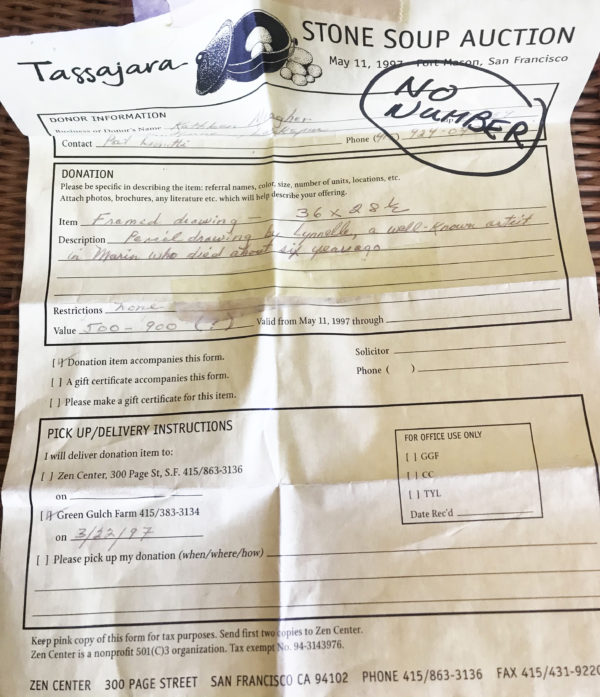 Tassajara
STONE SOUP AUCTION
May 11, 1997 Fort Mason, San Francisco
NO
NUMBER
DONOR INFORMATION
Business or Donor's Name Kathleen
Contact Pat Phone (415) 924
DONATION
Please be specific in describing the item: referral names, color, size, number of units, locations, etc.
Attach photos, brochures, any literature etc. which will help describe your offering.
Item Framed drawing – 36 x 28 ½
Description Pencil drawing by Lynnelle, a well-known artist
in Marin who died about six years ago
Restrictions none
Value 500 – 900 (?) Valid from May 11, 1997 through
[ ] Donation item accompanies this form.
Solicitor
[ ] A gift certificate accompanies this form.
Phone ( )
[ ] Please make a gift certificate for this item.
PICK UP/DELIVERY INSTRUCTIONS
I will deliver donation item to:
[ ] Zen Center, 300 Page St, S.F. 415/863-3136
on
[ ] Green Gulch Farm 415/383-3134
on 3/22/97
[ ] Please pick up my donation (when/where/how)
FOR OFFICE USE ONLY
[ ] GGF
[ ] CC
[ ] TYL
Date Rec'd
Keep pink copy of this form for tax purposes. Send first two copies to Zen Center.
Zen Center is a nonprofit 501(C)3 organization. Tax exempt No. 94-3143976.
ZEN CENTER 300 PAGE STREET SAN FRANCISCO CA 94102 PHONE 415/863-3136 FAX 415/431-9220